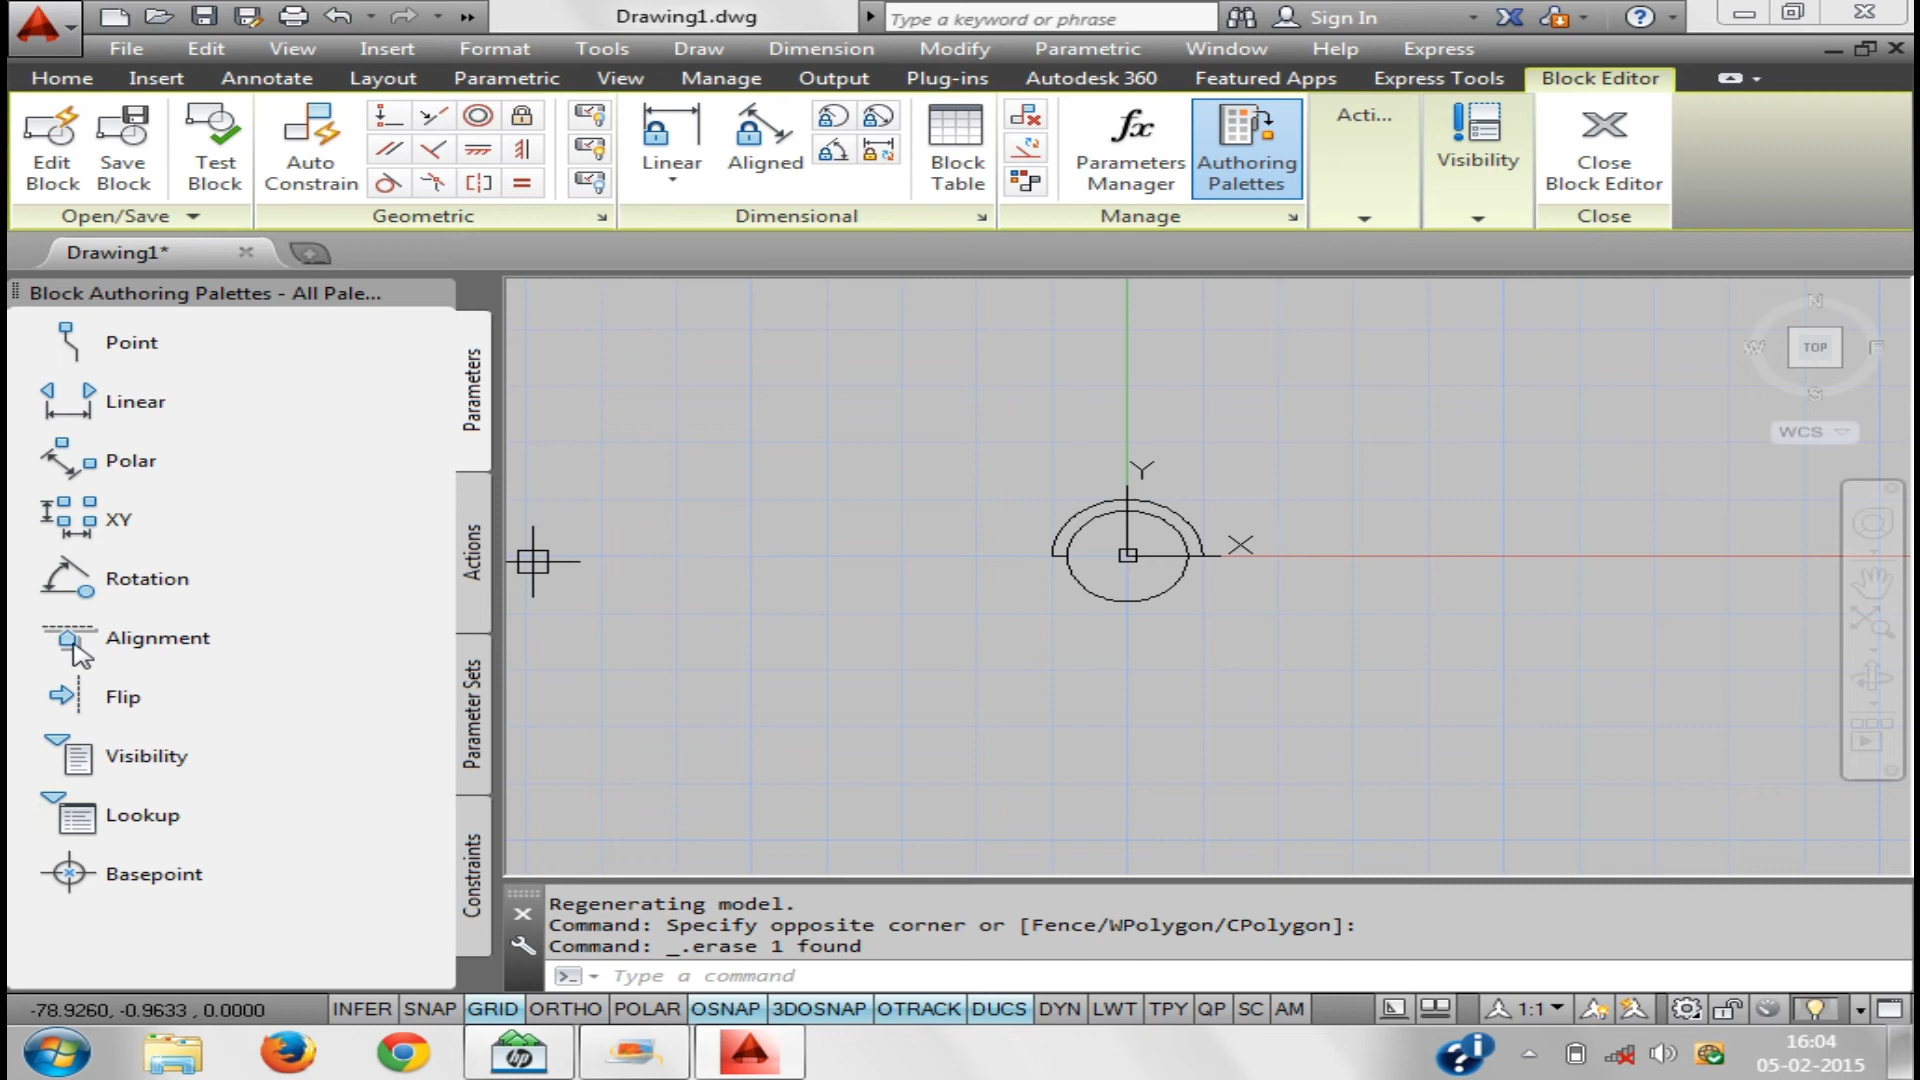 Drawing1.dwg
Type a keyword or phrase
Sign In
File Edit View Insert Format Tools Draw Dimension Modify Parametric Window Help Express
Home Insert Annotate Layout Parametric View Manage Output Plug-ins Autodesk 360 Featured Apps Express Tools Block Editor
Edit Block
Save Block
Test Block
Auto Constrain
Linear
Aligned
Block Table
fx
Parameters Manager
Authoring Palettes
Acti...
Visibility
Close Block Editor
Open/Save Geometric Dimensional Manage Close
Drawing1*
Block Authoring Palettes - All Pale...
Point
Linear
Polar
XY
Rotation
Alignment
Flip
Visibility
Lookup
Basepoint
Parameters
Actions
Parameter Sets
Constraints
Y
X
N
W TOP E
S
WCS
Regenerating model.
Command: Specify opposite corner or [Fence/WPolygon/CPolygon]:
Command: _.erase 1 found
Type a command
-78.9260, -0.9633 , 0.0000
INFER SNAP GRID ORTHO POLAR OSNAP 3DOSNAP OTRACK DUCS DYN LWT TPY QP SC AM
1:1
hp
16:04
05-02-2015